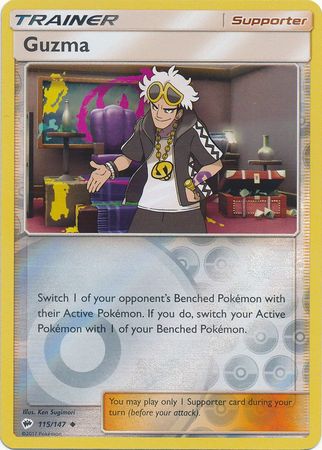 TRAINER Supporter
Guzma
Switch 1 of your opponent's Benched Pokémon
with their Active Pokémon. If you do, switch your
Active Pokémon with 1 of your Benched Pokémon.
Illus. Ken Sugimori
115/147
©2017 Pokémon
You may play only 1 Supporter card during your
turn (before your attack).